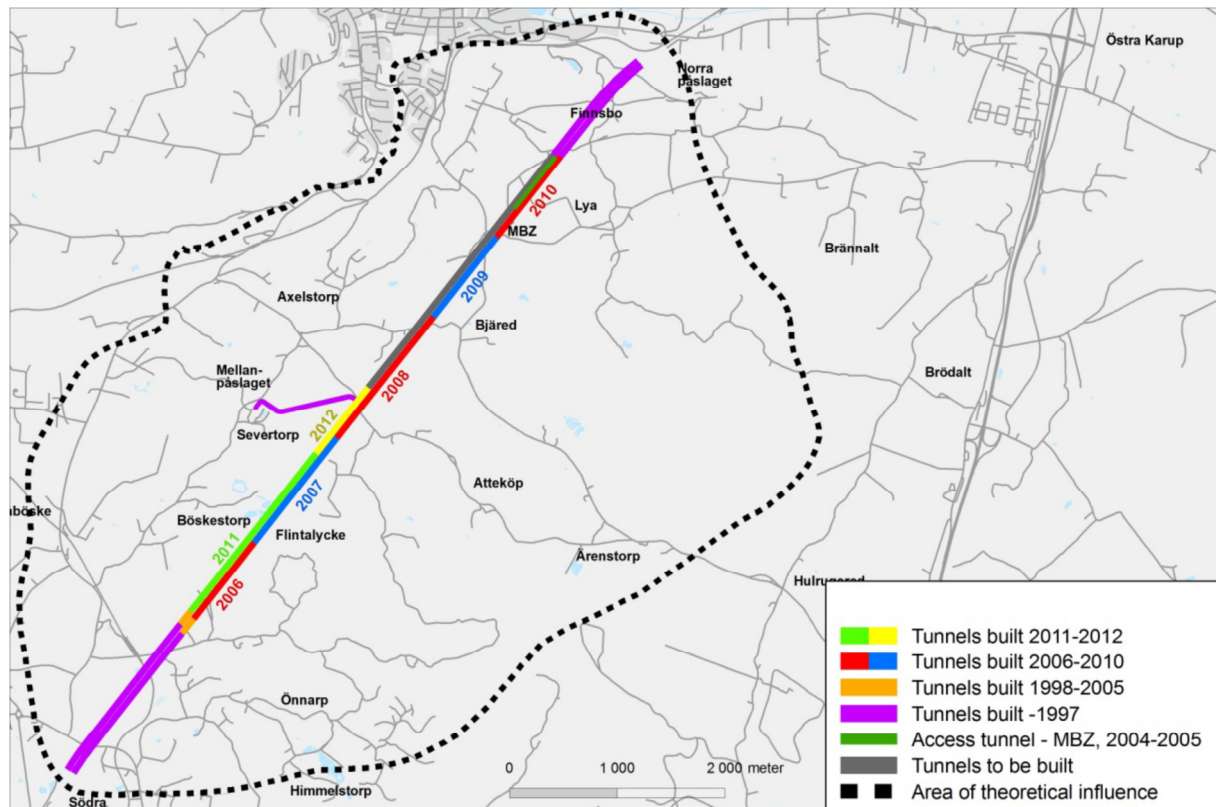 Östra Karup
Norra
påslaget
Finnsbo
2010
Lya
MBZ
Brännalt
2009
Axelstorp
Bjäred
Mellan-
påslaget
2008
Brödalt
2012
Severtorp
2007
Atteköp
nböske
Böskestorp
Flintalycke
2011
Ärenstorp
2006
Önnarp
0 1 000 2 000 meter
Himmelstorp
Södra
Tunnels built 2011-2012
Tunnels built 2006-2010
Tunnels built 1998-2005
Tunnels built -1997
Access tunnel - MBZ, 2004-2005
Tunnels to be built
Area of theoretical influence